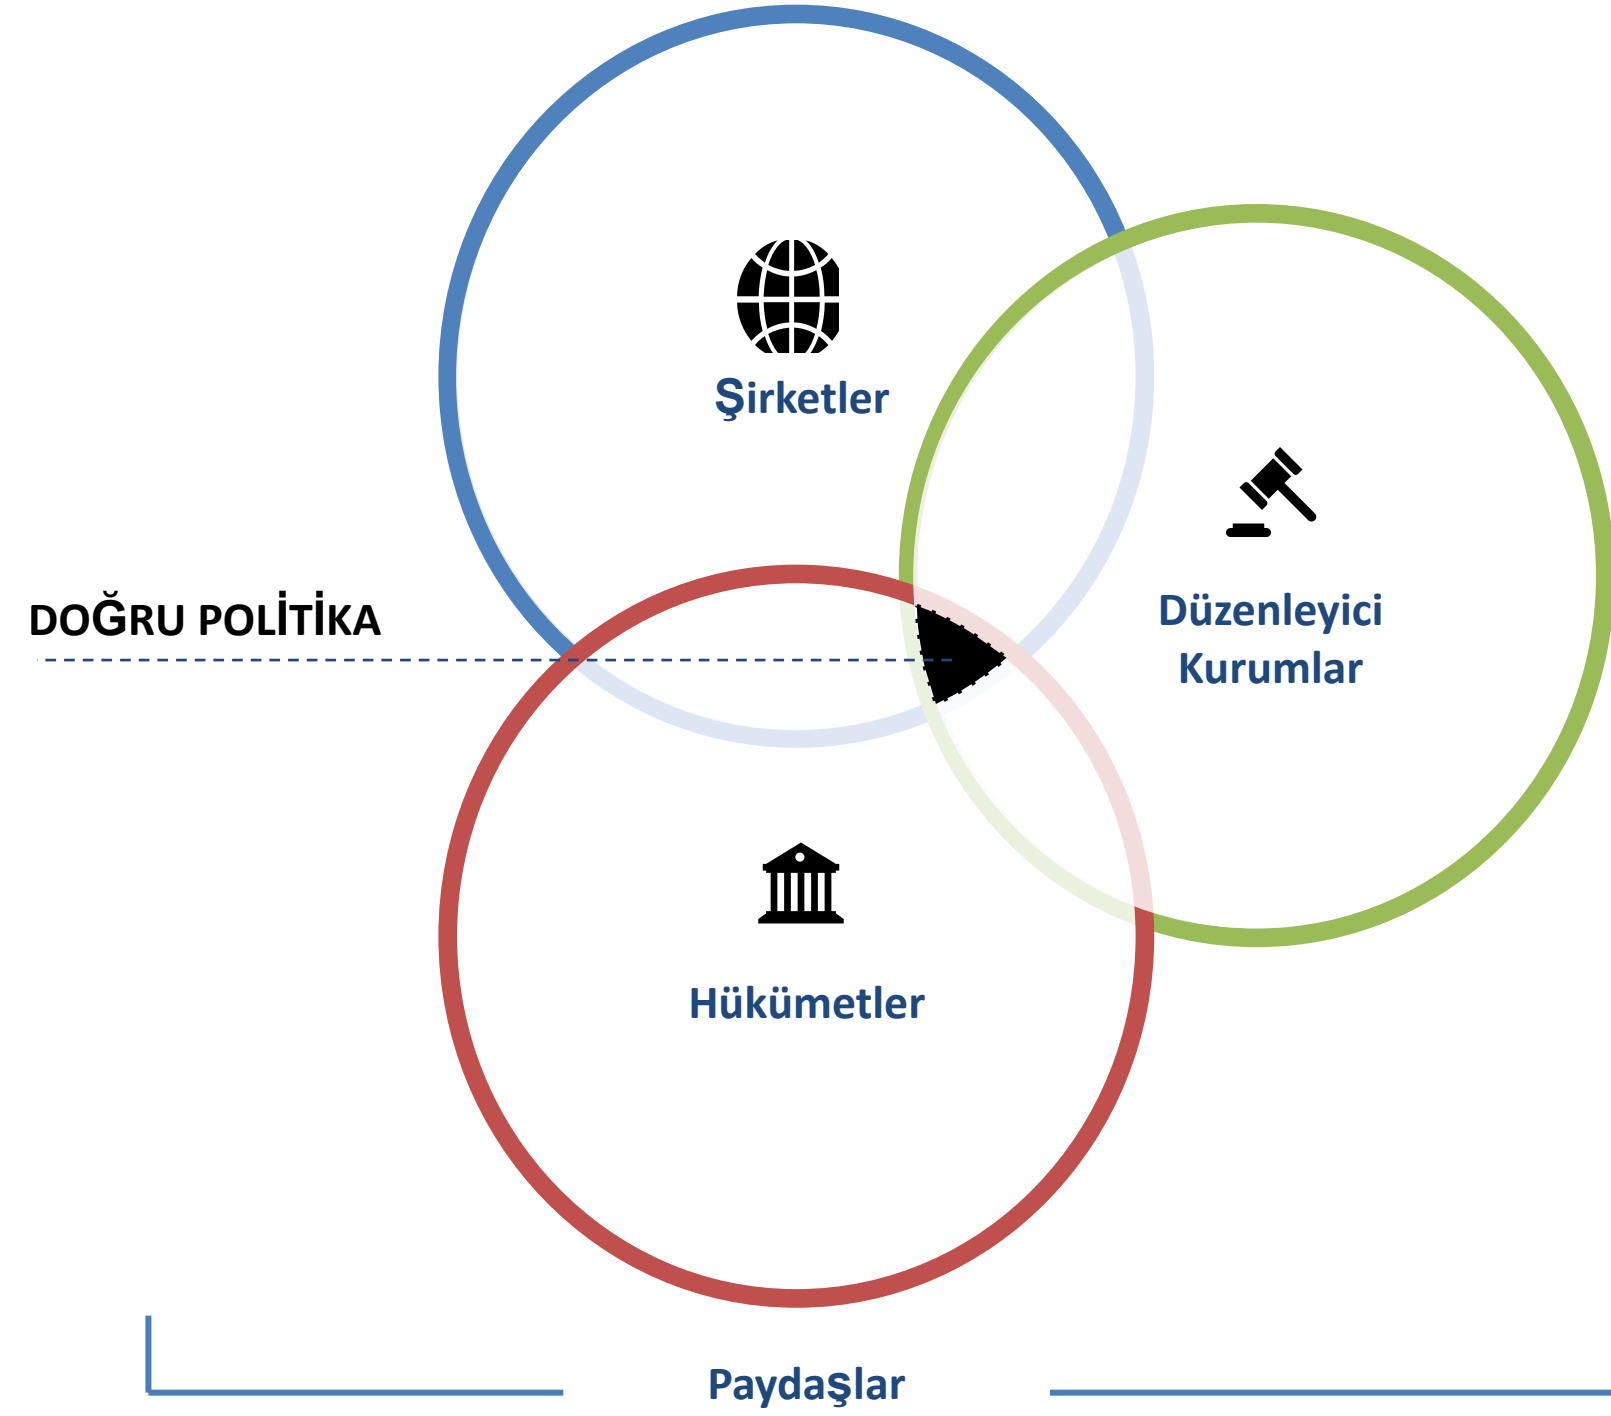 Şirketler
DOĞRU POLİTİKA
Düzenleyici
Kurumlar
Hükümetler
Paydaşlar